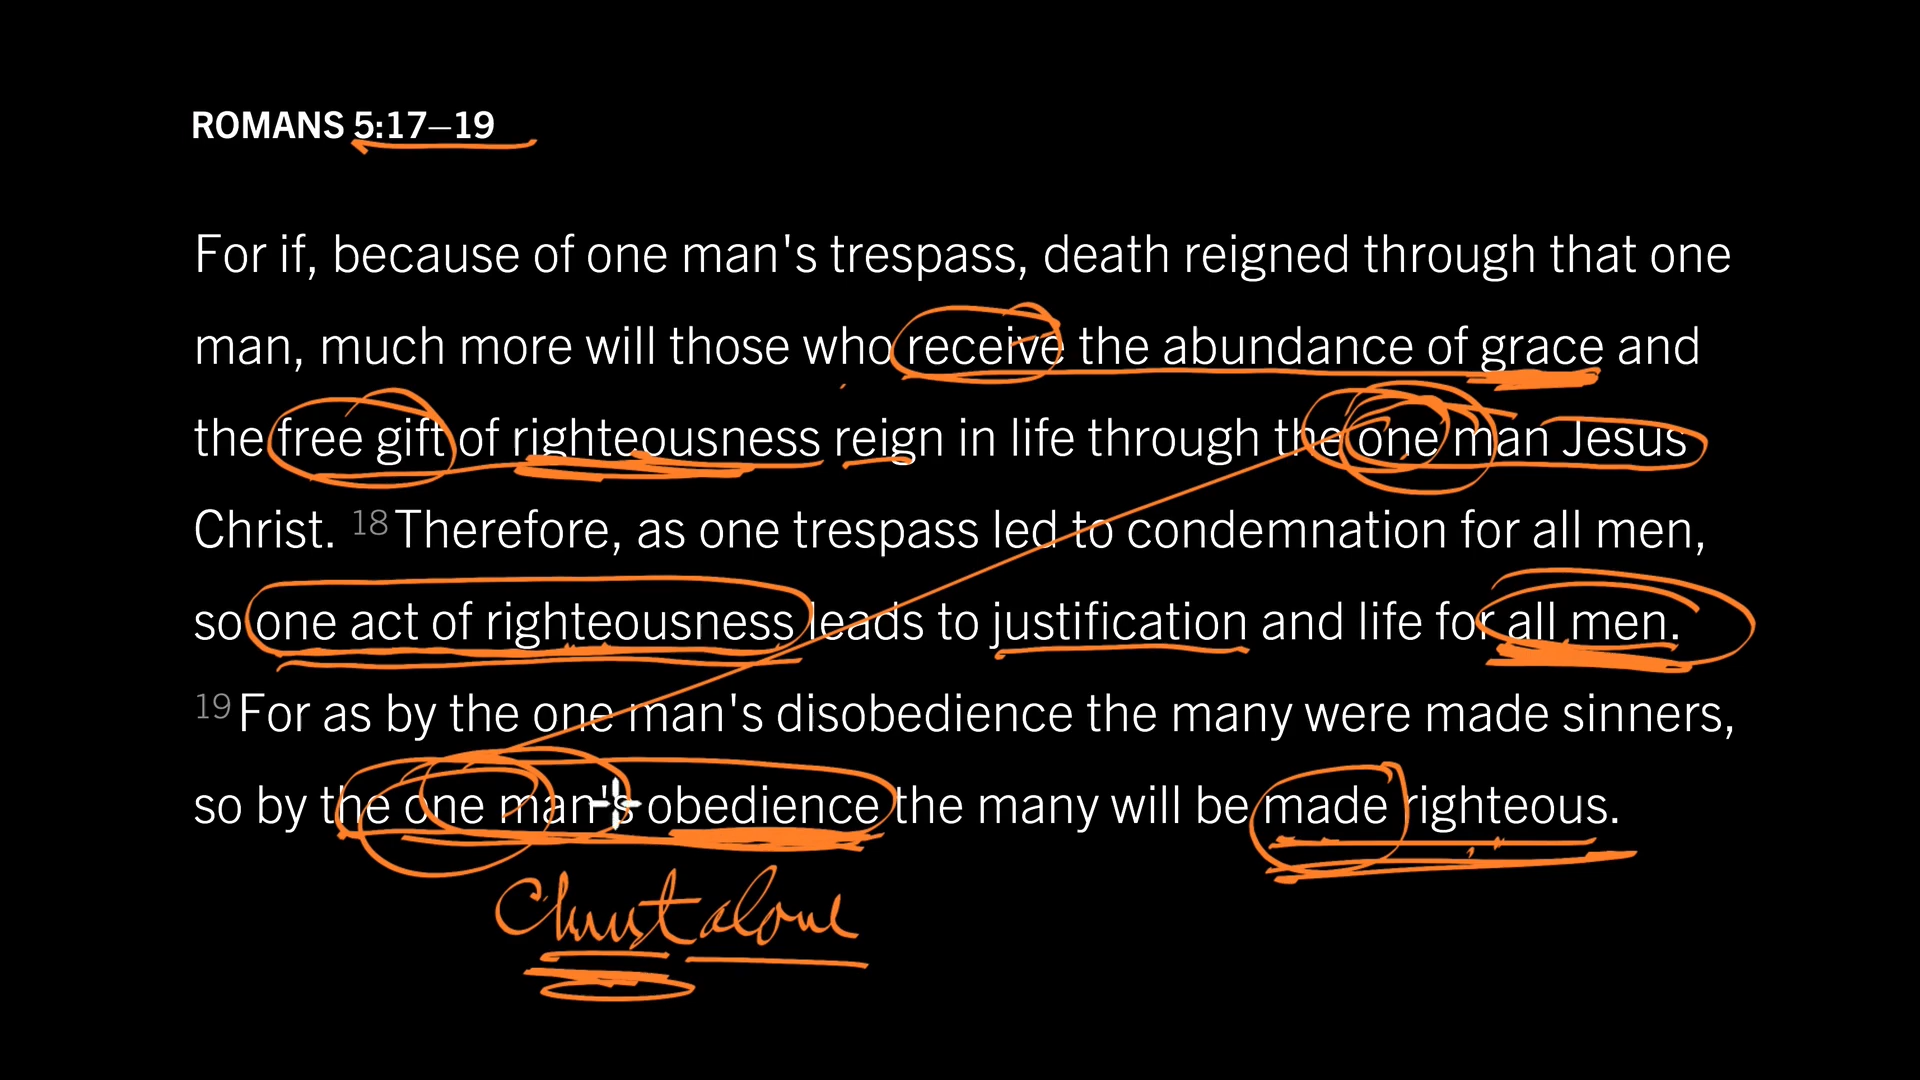 ROMANS 5:17–19
For if, because of one man's trespass, death reigned through that one
man, much more will those who receive the abundance of grace and
the free gift of righteousness reign in life through the one man Jesus
Christ. 18 Therefore, as one trespass led to condemnation for all men,
so one act of righteousness leads to justification and life for all men.
19 For as by the one man's disobedience the many were made sinners,
so by the one man's obedience the many will be made righteous.
Christ alone